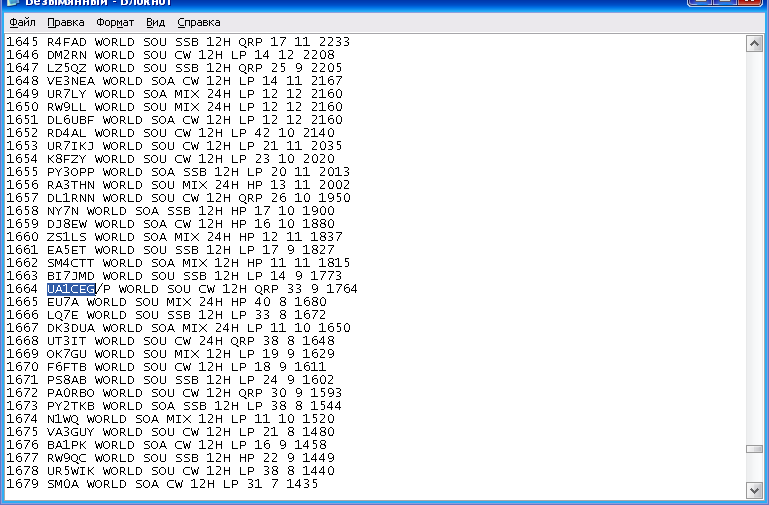 Безымянный - Блокнот
Файл Правка Формат Вид Справка
1645 R4FAD WORLD SOU SSB 12H QRP 17 11 2233
1646 DM2RN WORLD SOU CW 12H LP 14 12 2208
1647 LZ5QZ WORLD SOU SSB 12H QRP 25 9 2205
1648 VE3NEA WORLD SOA CW 12H LP 14 11 2167
1649 UR7LY WORLD SOA MIX 24H LP 12 12 2160
1650 RW9LL WORLD SOU MIX 24H LP 12 12 2160
1651 DL6UBF WORLD SOA CW 12H LP 12 12 2160
1652 RD4AL WORLD SOU CW 12H LP 42 10 2140
1653 UR7IKJ WORLD SOU CW 12H LP 21 11 2035
1654 K8FZY WORLD SOU CW 12H LP 23 10 2020
1655 PY3OPP WORLD SOA SSB 12H LP 20 11 2013
1656 RA3THN WORLD SOU MIX 24H HP 13 11 2002
1657 DL1RNN WORLD SOU CW 12H QRP 26 10 1950
1658 NY7N WORLD SOA SSB 12H HP 17 10 1900
1659 DJ8EW WORLD SOA CW 12H HP 16 10 1880
1660 ZS1LS WORLD SOA MIX 24H HP 12 11 1837
1661 EA5ET WORLD SOU SSB 12H LP 17 9 1827
1662 SM4CTT WORLD SOA MIX 12H HP 11 11 1815
1663 BI7JMD WORLD SOU SSB 12H LP 14 9 1773
1664 UA1CEG/P WORLD SOU CW 12H QRP 33 9 1764
1665 EU7A WORLD SOU MIX 24H HP 40 8 1680
1666 LQ7E WORLD SOU SSB 12H LP 33 8 1672
1667 DK3DUA WORLD SOU MIX 24H LP 11 10 1650
1668 UT3IT WORLD SOU CW 24H QRP 38 8 1648
1669 OK7GU WORLD SOU MIX 12H LP 19 9 1629
1670 F6FTB WORLD SOU CW 12H LP 18 9 1611
1671 PS8AB WORLD SOU SSB 12H LP 24 9 1602
1672 PA0RBO WORLD SOU CW 12H QRP 30 9 1593
1673 PY2TKB WORLD SOA SSB 12H LP 38 8 1544
1674 N1WQ WORLD SOA MIX 12H LP 11 10 1520
1675 VA3GUY WORLD SOU CW 12H LP 21 8 1480
1676 BA1PK WORLD SOA CW 12H LP 16 9 1458
1677 RW9QC WORLD SOU SSB 12H HP 22 9 1449
1678 UR5WIK WORLD SOU CW 12H LP 38 8 1440
1679 SM0A WORLD SOA CW 12H LP 31 7 1435